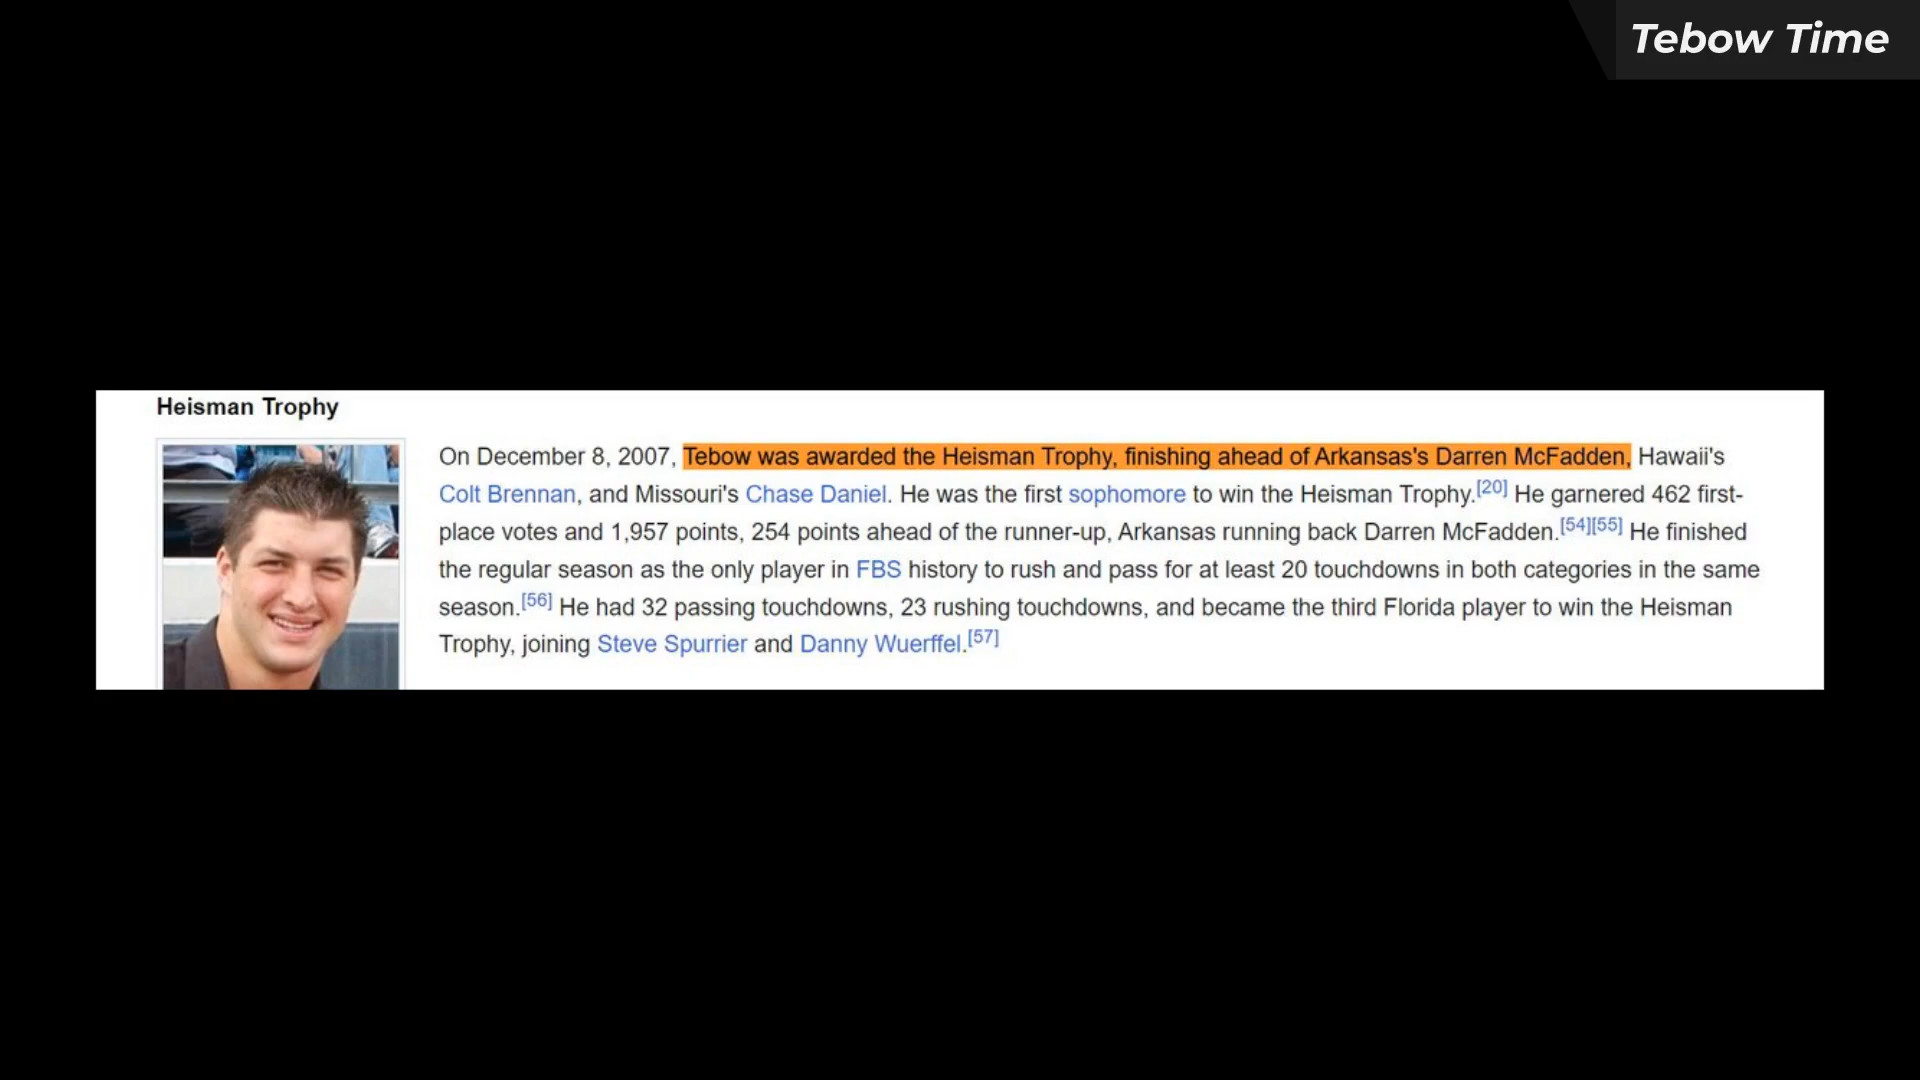 Tebow Time
Heisman Trophy
On December 8, 2007, Tebow was awarded the Heisman Trophy, finishing ahead of Arkansas's Darren McFadden, Hawaii's
Colt Brennan, and Missouri's Chase Daniel. He was the first sophomore to win the Heisman Trophy.[20] He garnered 462 first-
place votes and 1,957 points, 254 points ahead of the runner-up, Arkansas running back Darren McFadden.[54][55] He finished
the regular season as the only player in FBS history to rush and pass for at least 20 touchdowns in both categories in the same
season.[56] He had 32 passing touchdowns, 23 rushing touchdowns, and became the third Florida player to win the Heisman
Trophy, joining Steve Spurrier and Danny Wuerffel.[57]